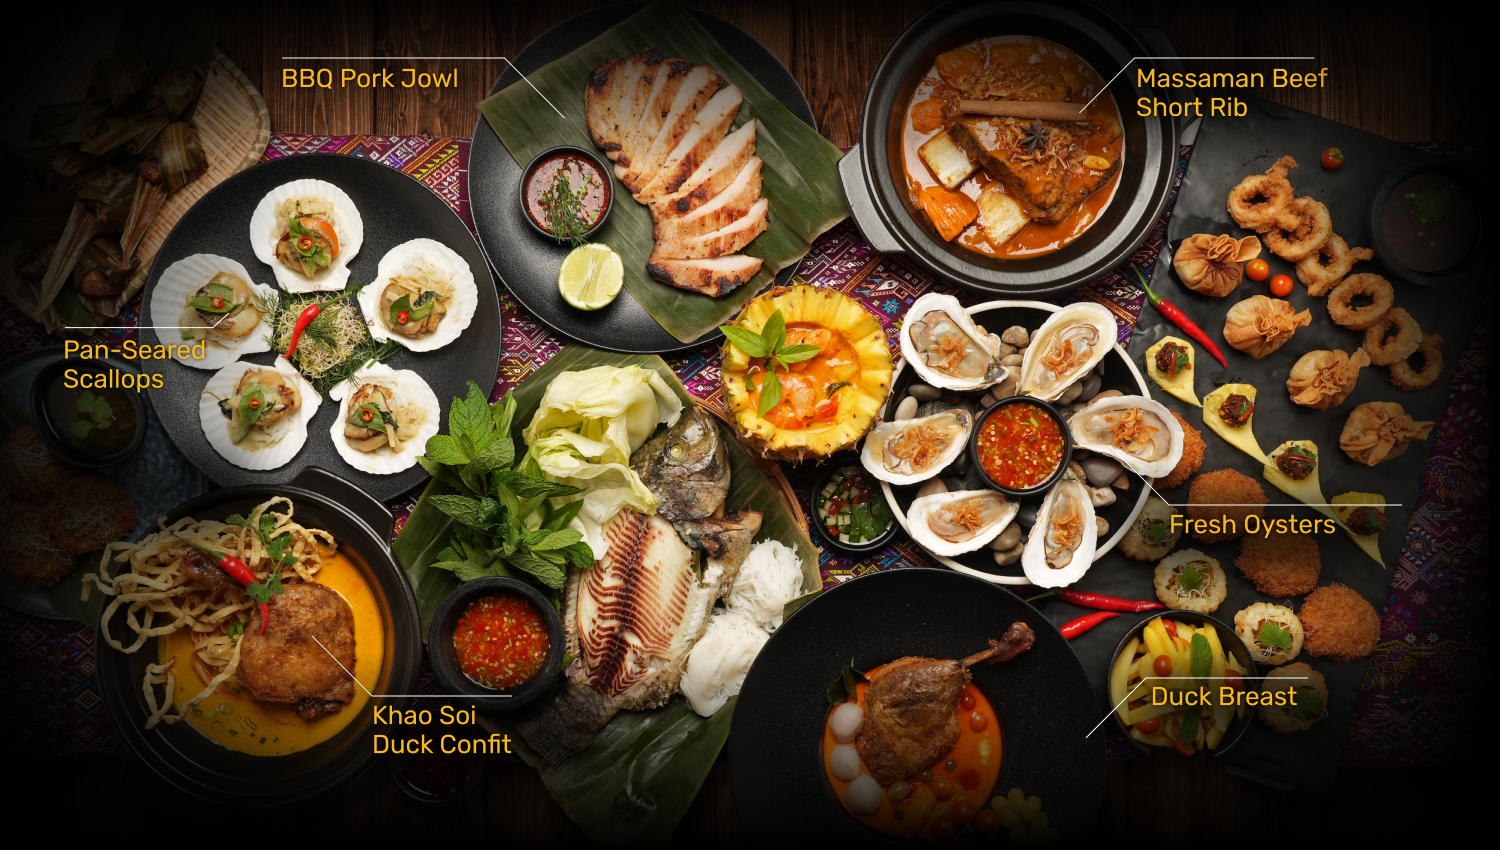 BBQ Pork Jowl
Massaman Beef
Short Rib
Pan-Seared
Scallops
Fresh Oysters
Khao Soi
Duck Confit
Duck Breast